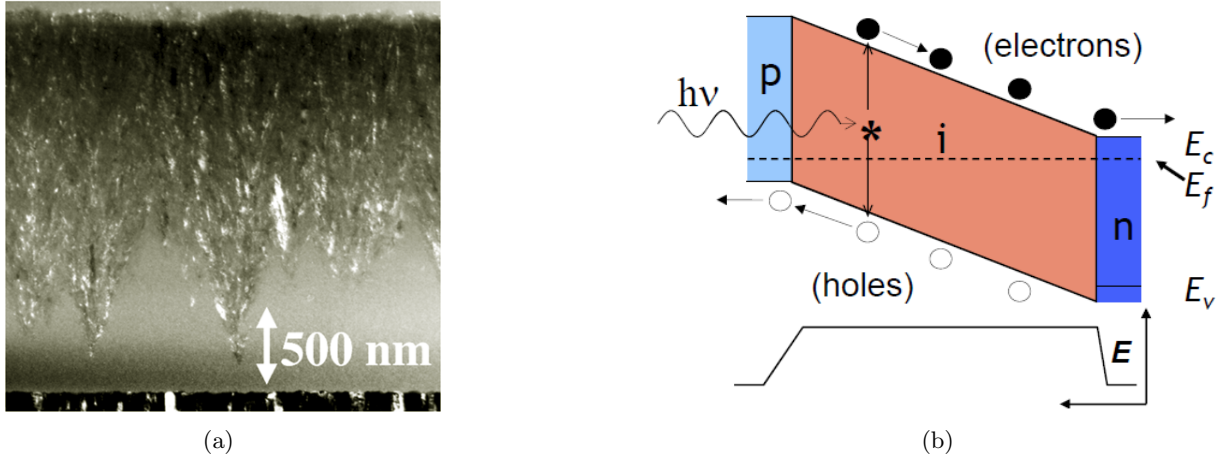 500 nm
(a)
(electrons)
p
hν
*
i
E_c
E_f
n
(holes)
E_v
E
(b)